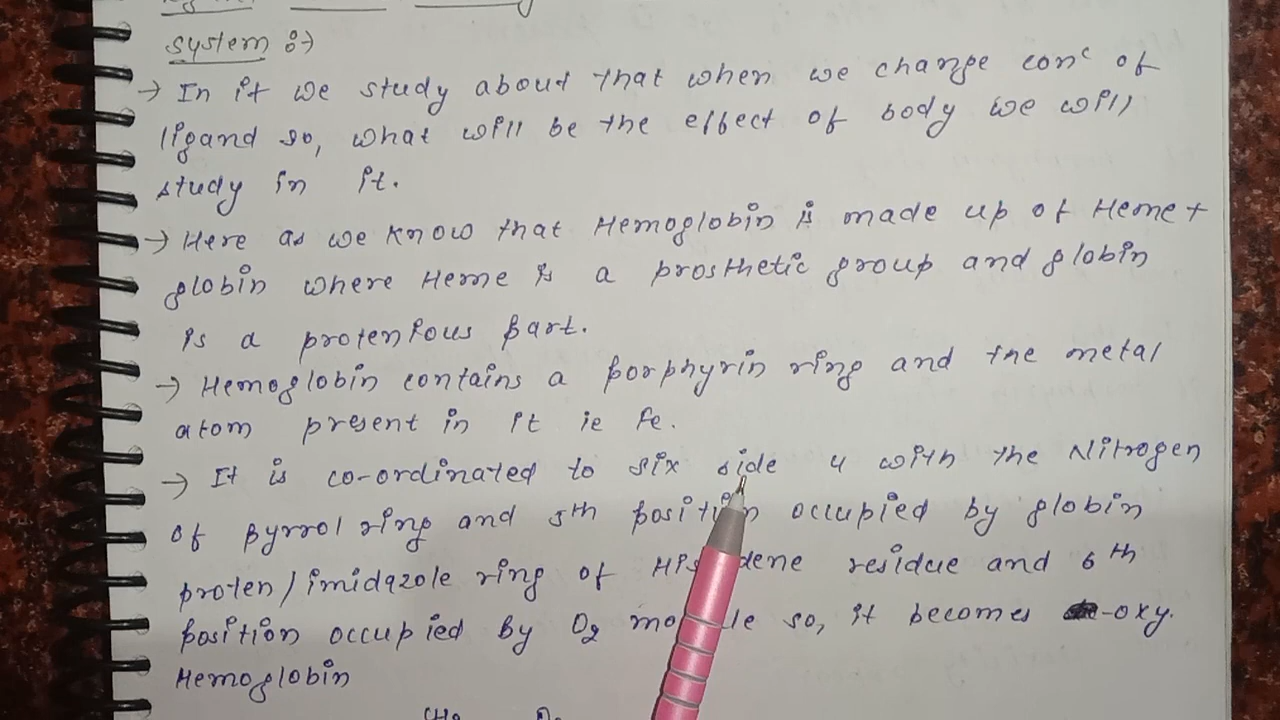 system :→
→ In it we study about that when we change conc of
ligand so, what will be the effect of body we will
study in it.
→ Here as we know that Hemoglobin is made up of Heme +
globin where Heme is a prosthetic group and globin
is a protenious part.
→ Hemoglobin contains a porphyrin ring and the metal
atom present in it ie Fe.
→ It is co-ordinated to six side 4 with the Nitrogen
of pyrrol ring and 5th position occupied by globin
proten/imidazole ring of residue and 6th
position occupied by O2 so, it becomes -oxy.
Hemoglobin